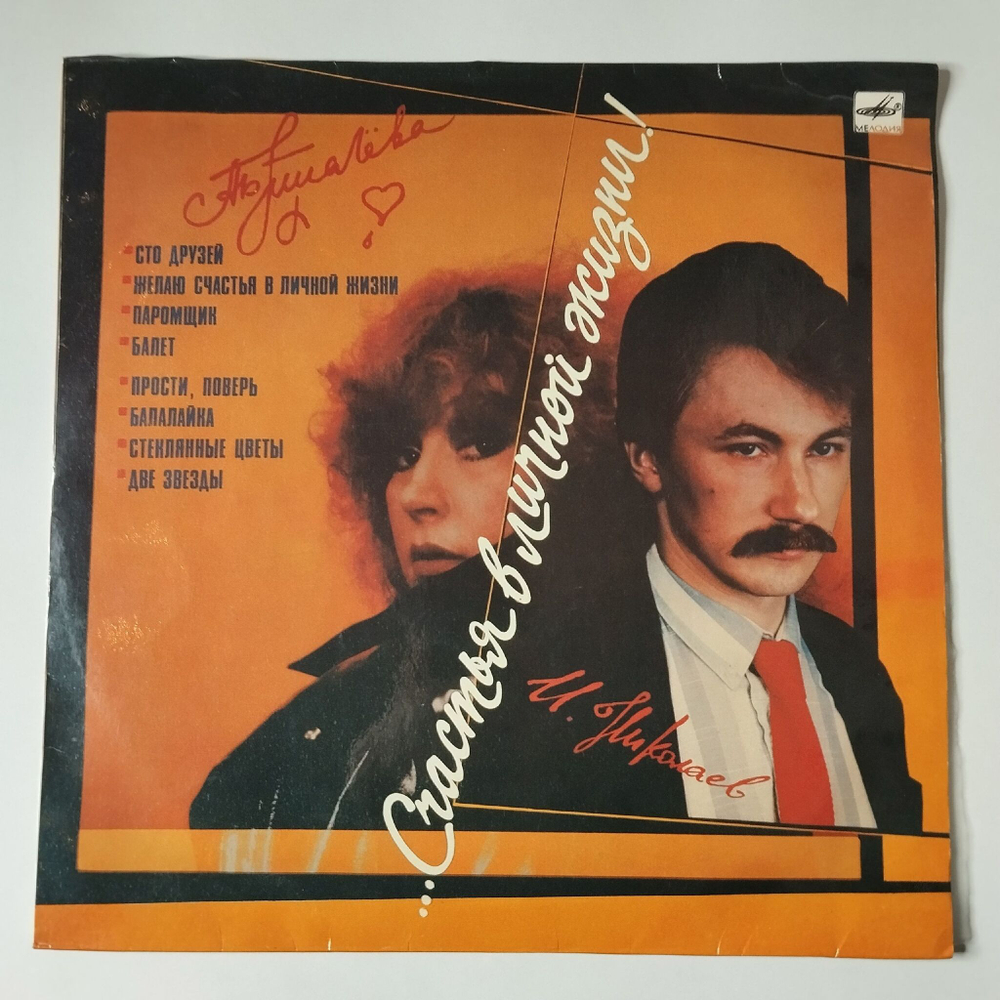 А. Пугачёва
МЕЛОДИЯ
СТО ДРУЗЕЙ
ЖЕЛАЮ СЧАСТЬЯ В ЛИЧНОЙ ЖИЗНИ
ПАРОМЩИК
БАЛЕТ
ПРОСТИ, ПОВЕРЬ
БАЛАЛАЙКА
СТЕКЛЯННЫЕ ЦВЕТЫ
ДВЕ ЗВЕЗДЫ
...Счастья в личной жизни!
И. Николаев